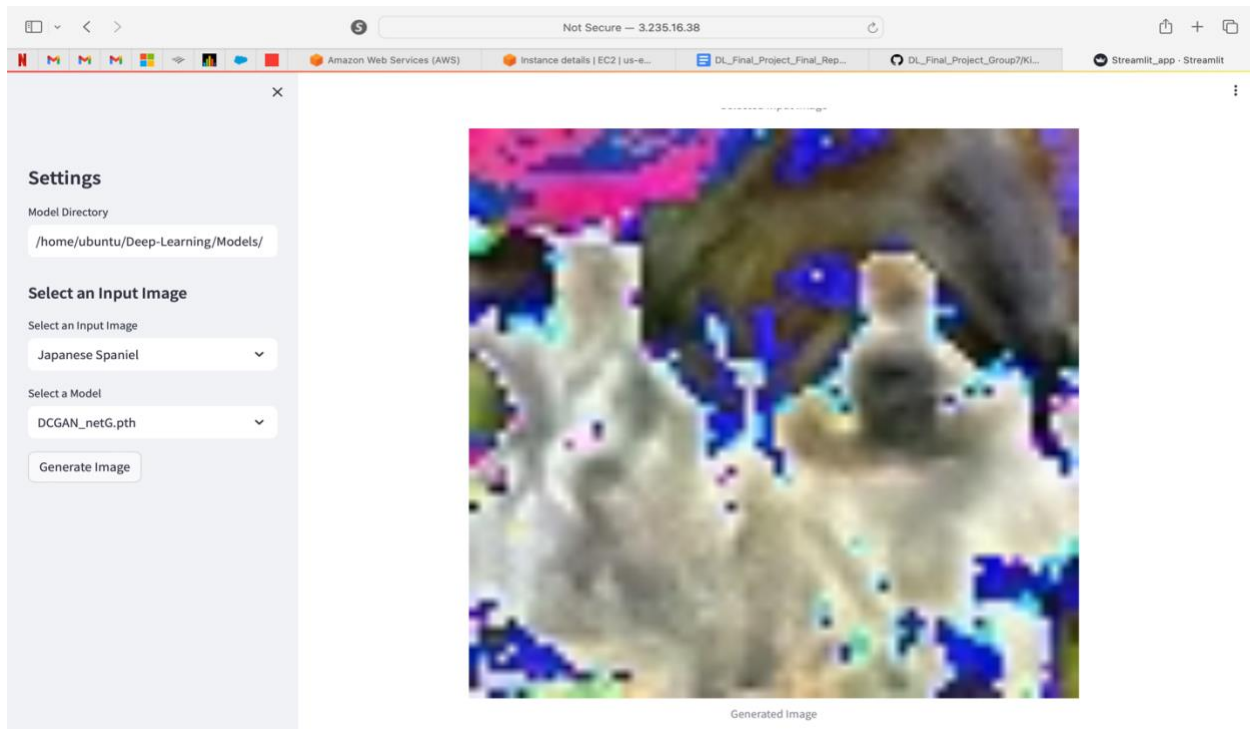 Not Secure — 3.235.16.38
Amazon Web Services (AWS)
Instance details | EC2 | us-e...
DL_Final_Project_Final_Rep...
DL_Final_Project_Group7/Ki...
Streamlit_app · Streamlit
Settings
Model Directory
/home/ubuntu/Deep-Learning/Models/
Select an Input Image
Select an Input Image
Japanese Spaniel
Select a Model
DCGAN_netG.pth
Generate Image
Generated Image